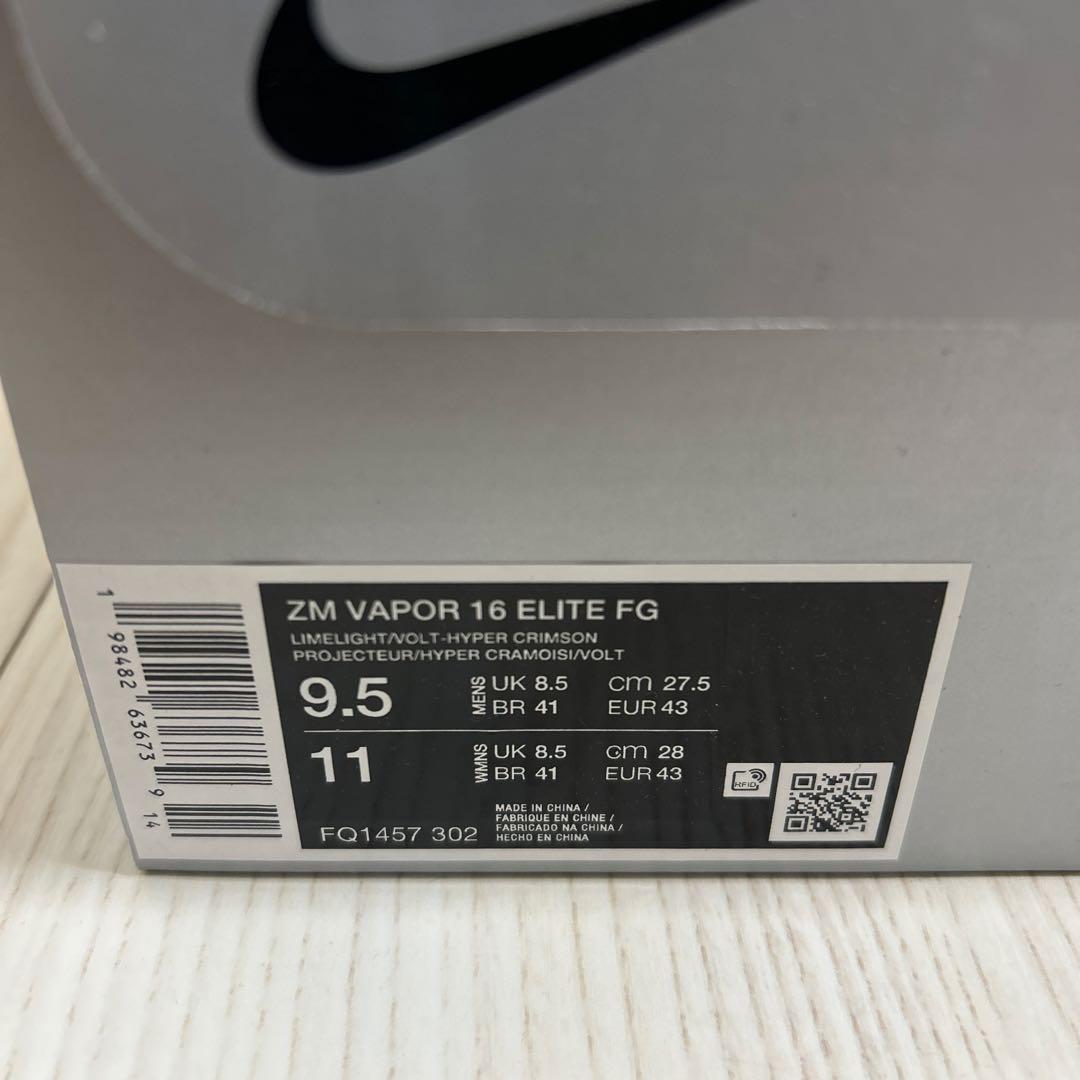 ZM VAPOR 16 ELITE FG
LIMELIGHT/VOLT-HYPER CRIMSON
PROJECTEUR/HYPER CRAMOISI/VOLT
9.5 MENS UK 8.5 cm 27.5
BR 41 EUR 43
11 WMNS UK 8.5 cm 28
BR 41 EUR 43
MADE IN CHINA /
FABRIQUE EN CHINE /
FABRICADO NA CHINA /
HECHO EN CHINA
FQ1457 302
RFID
1 98482 63673 9 14